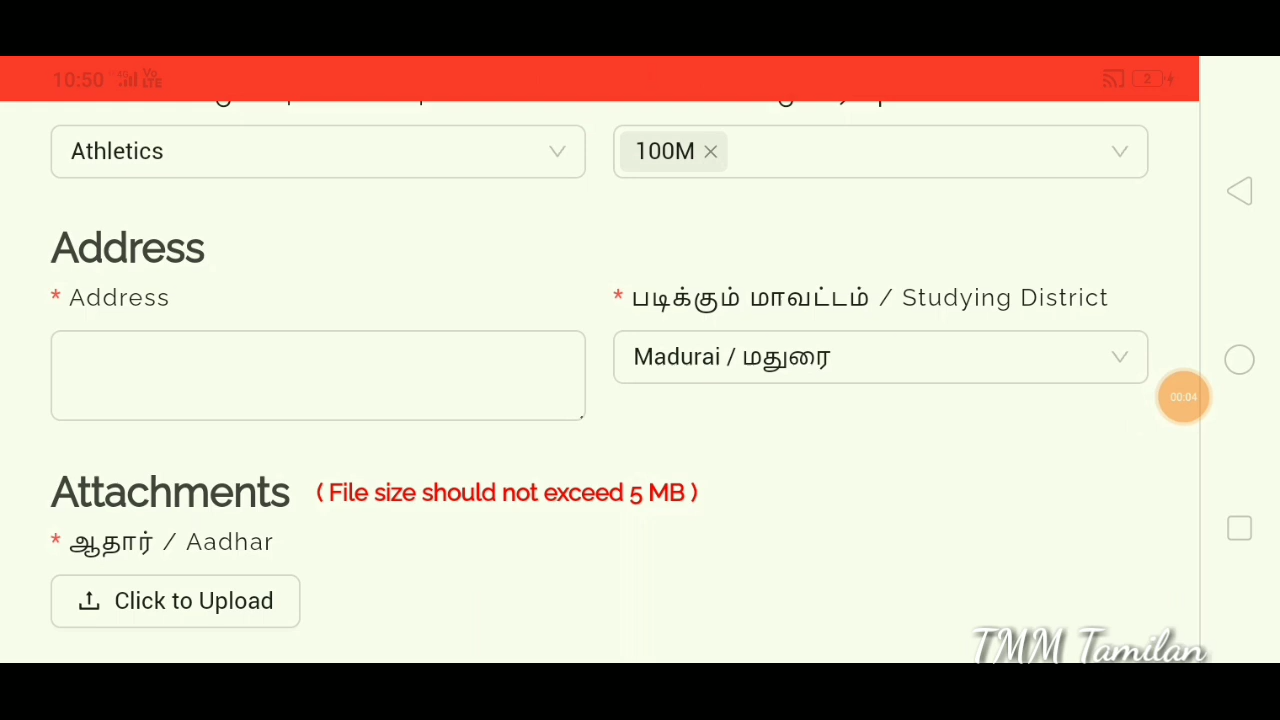 10:50
2
Athletics
100M
Address
* Address
* படிக்கும் மாவட்டம் / Studying District
Madurai / மதுரை
00:04
Attachments ( File size should not exceed 5 MB )
* ஆதார் / Aadhar
Click to Upload
TMM Tamilan